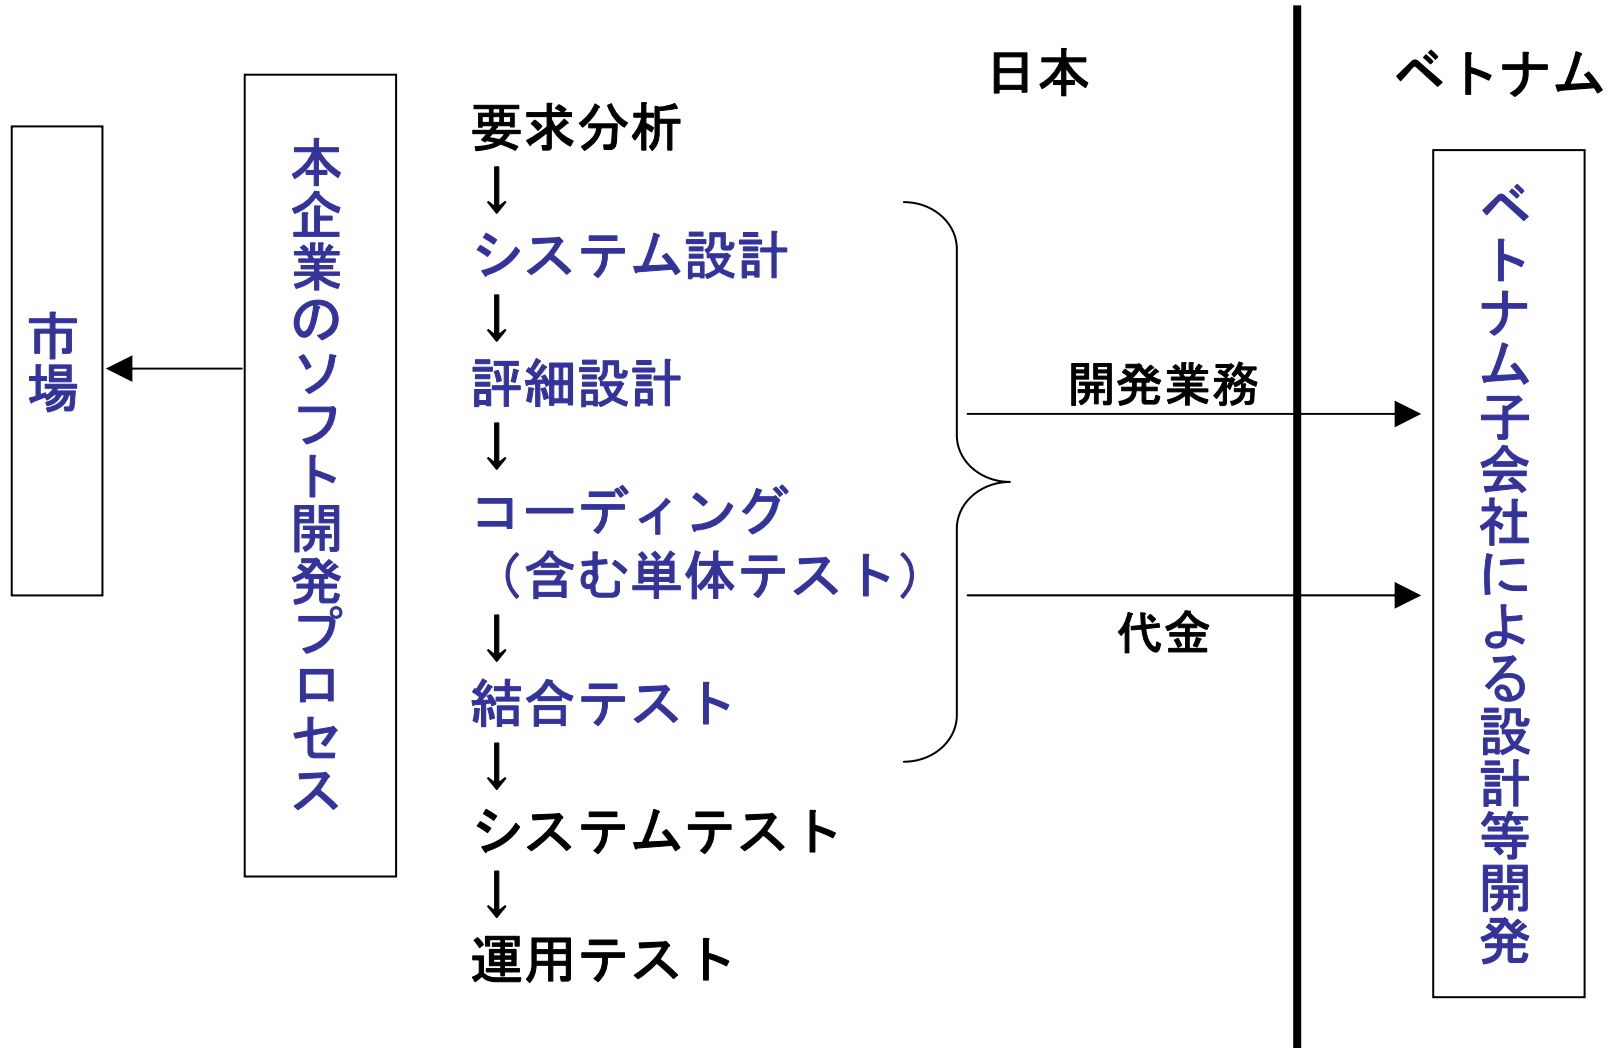 日本
ベトナム
市場
本企業のソフト開発プロセス
要求分析
↓
システム設計
↓
評細設計
↓
コーディング
（含む単体テスト）
↓
結合テスト
↓
システムテスト
↓
運用テスト
開発業務
代金
ベトナム子会社による設計等開発